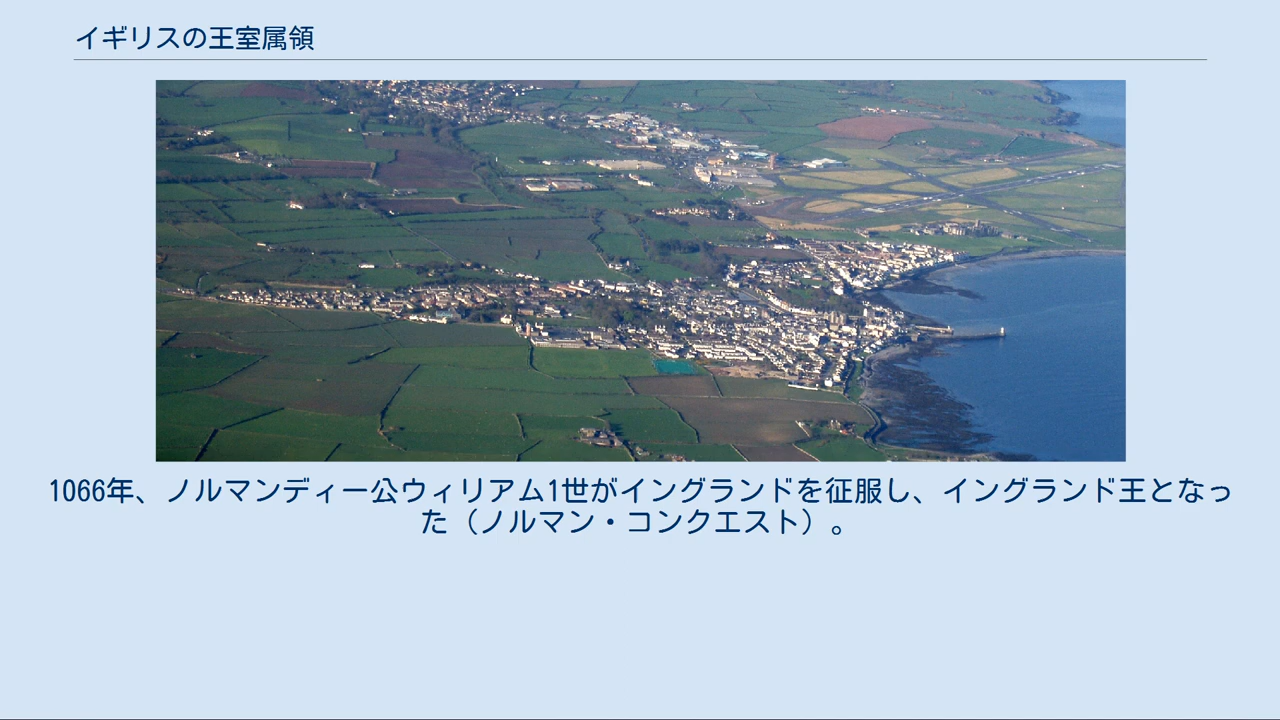 イギリスの王室属領
1066年、ノルマンディー公ウィリアム1世がイングランドを征服し、イングランド王となっ
た（ノルマン・コンクエスト）。